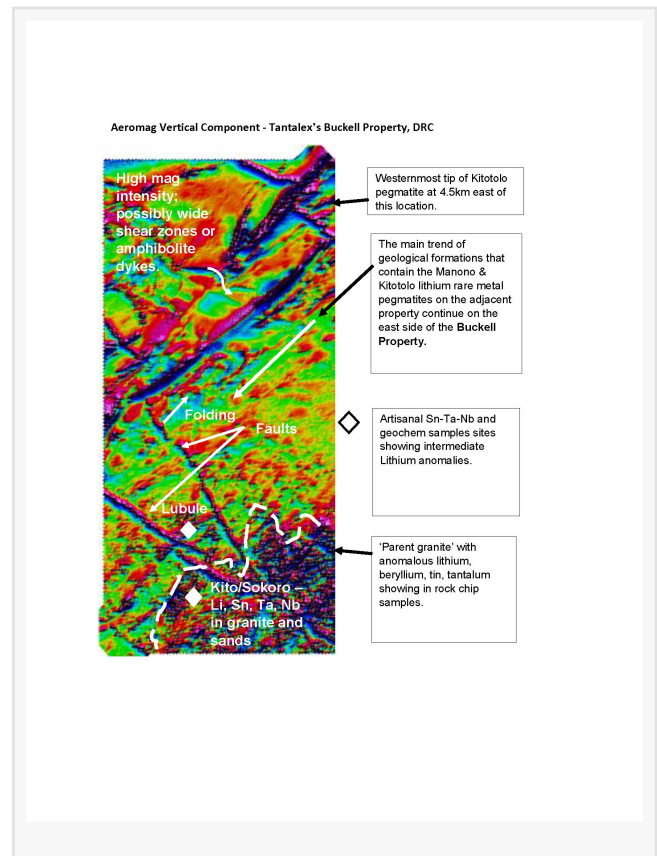 Aeromag Vertical Component - Tantalex's Buckell Property, DRC
High mag
intensity;
possibly wide
shear zones or
amphibolite
dykes.
Westernmost tip of Kitotolo
pegmatite at 4.5km east of
this location.
The main trend of
geological formations that
contain the Manono &
Kitotolo lithium rare metal
pegmatites on the adjacent
property continue on the
east side of the Buckell
Property.
Folding
Faults
Artisanal Sn-Ta-Nb and
geochem samples sites
showing intermediate
Lithium anomalies.
Lubule
'Parent granite' with
anomalous lithium,
beryllium, tin, tantalum
showing in rock chip
samples.
Kito/Sokoro –
Li, Sn, Ta, Nb
in granite and
sands